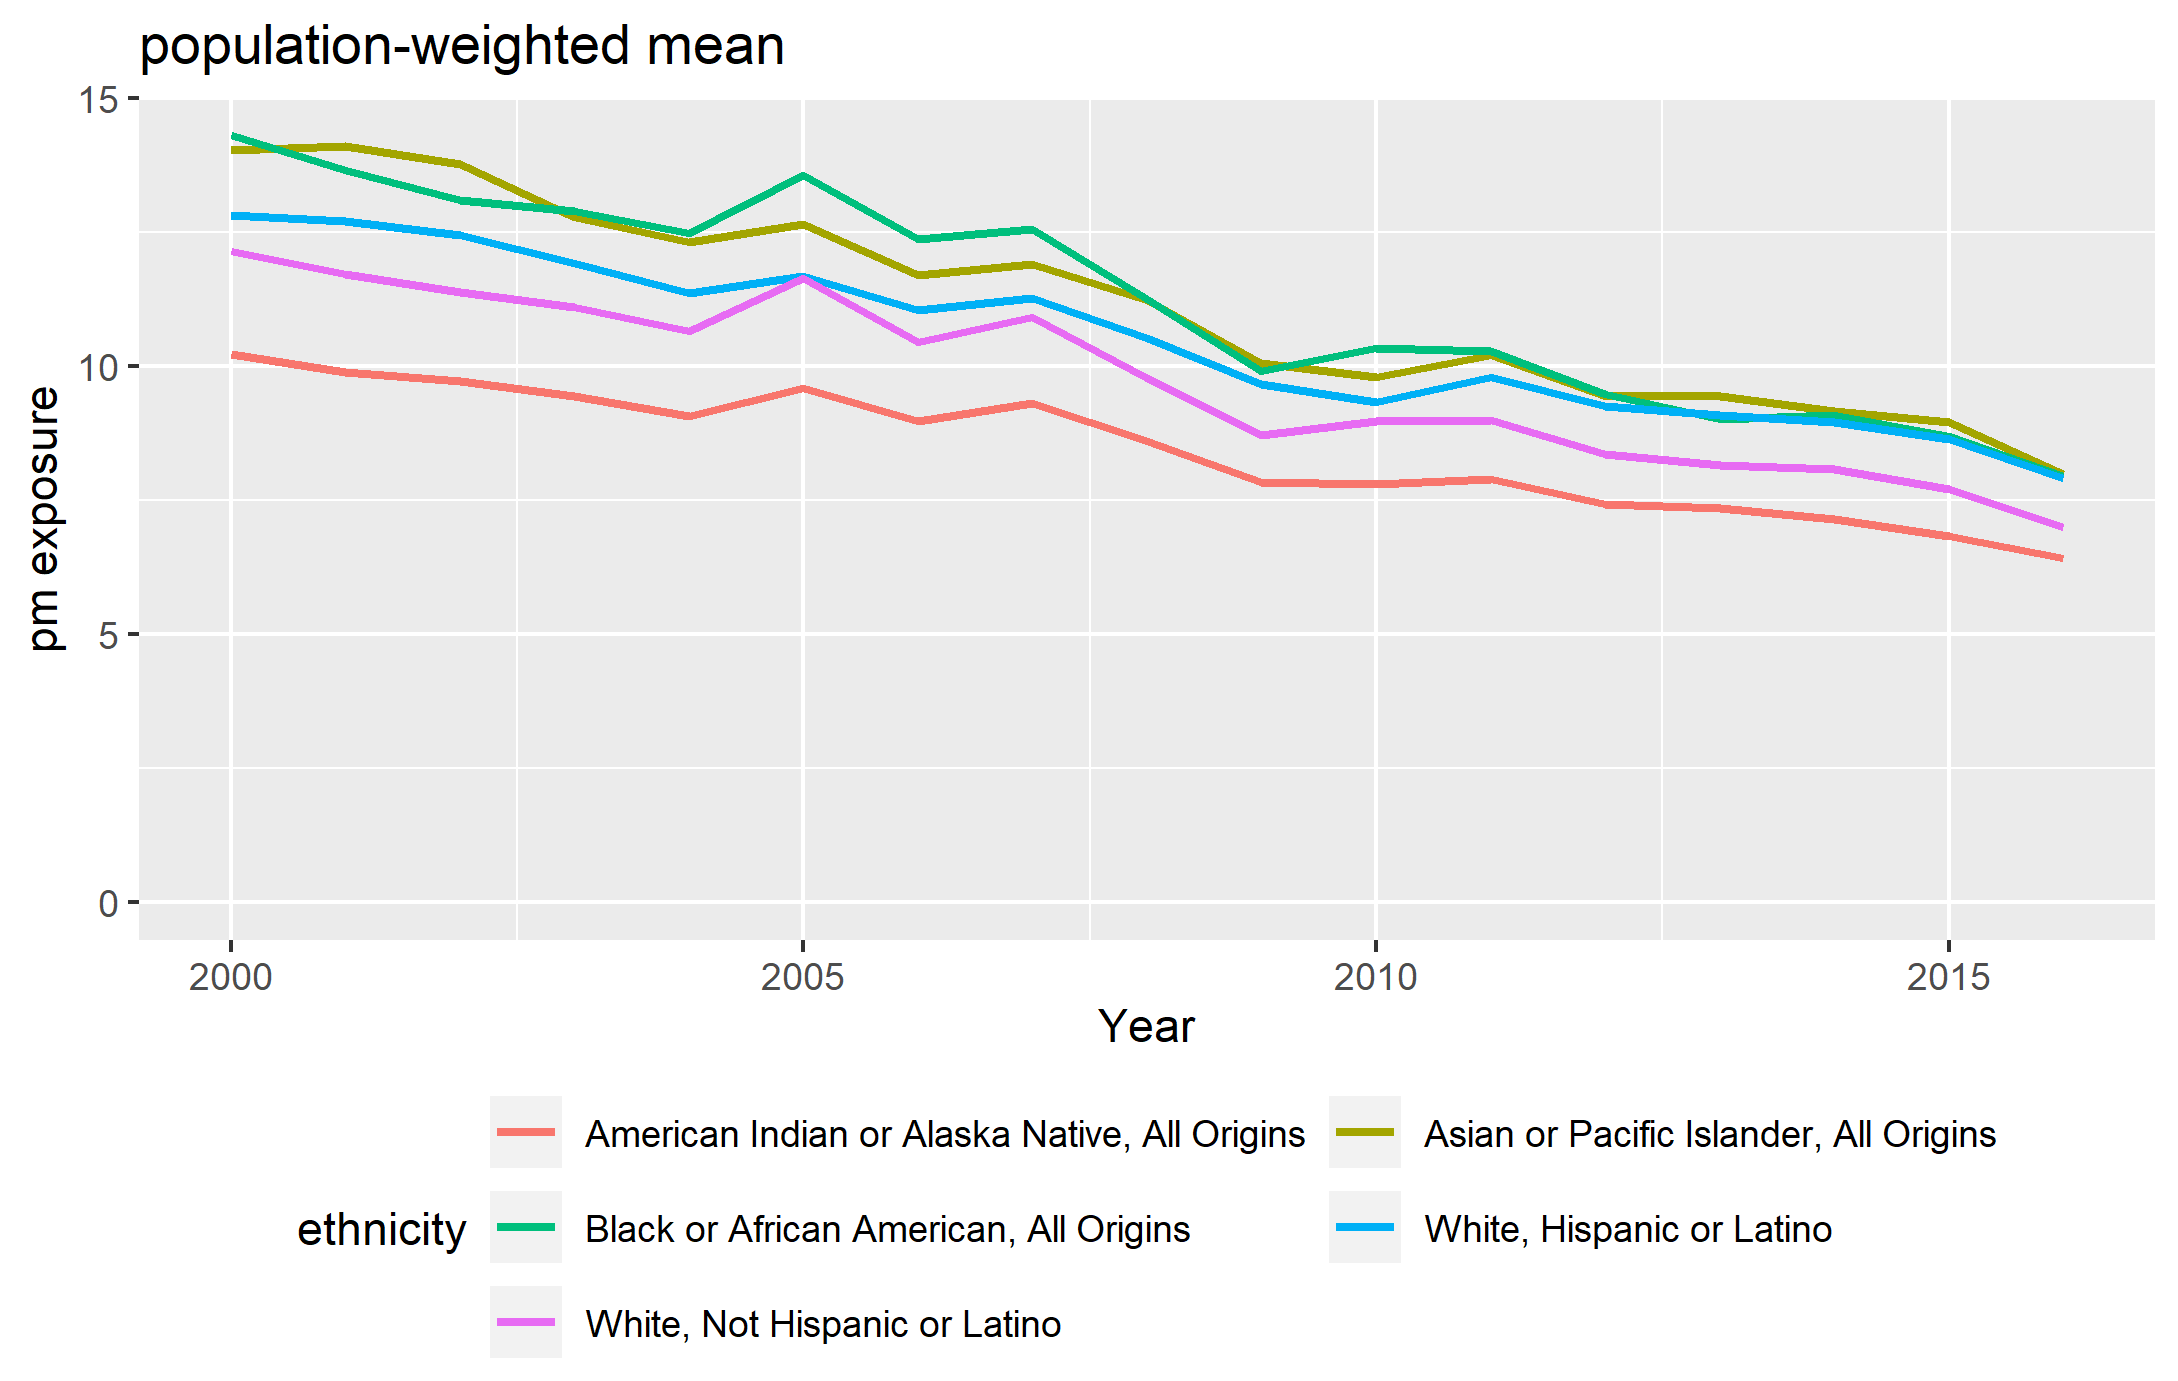 population-weighted mean
15
10
5
0
pm exposure
2000 2005 2010 2015
Year
ethnicity
American Indian or Alaska Native, All Origins
Asian or Pacific Islander, All Origins
Black or African American, All Origins
White, Hispanic or Latino
White, Not Hispanic or Latino